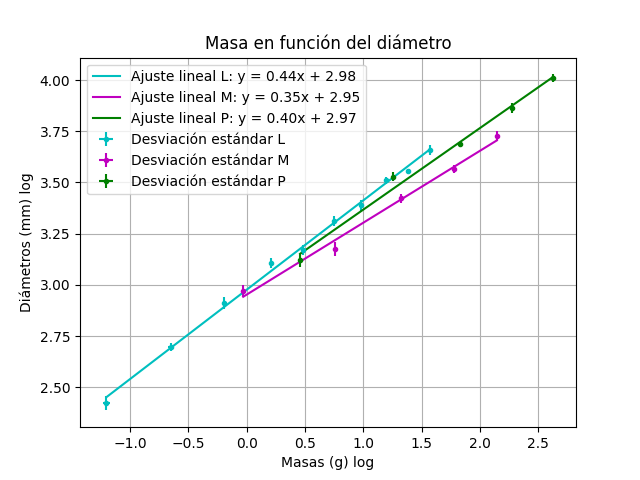 Masa en función del diámetro
Ajuste lineal L: y = 0.44x + 2.98
Ajuste lineal M: y = 0.35x + 2.95
Ajuste lineal P: y = 0.40x + 2.97
Desviación estándar L
Desviación estándar M
Desviación estándar P
Diámetros (mm) log
4.00
3.75
3.50
3.25
3.00
2.75
2.50
−1.0 −0.5 0.0 0.5 1.0 1.5 2.0 2.5
Masas (g) log